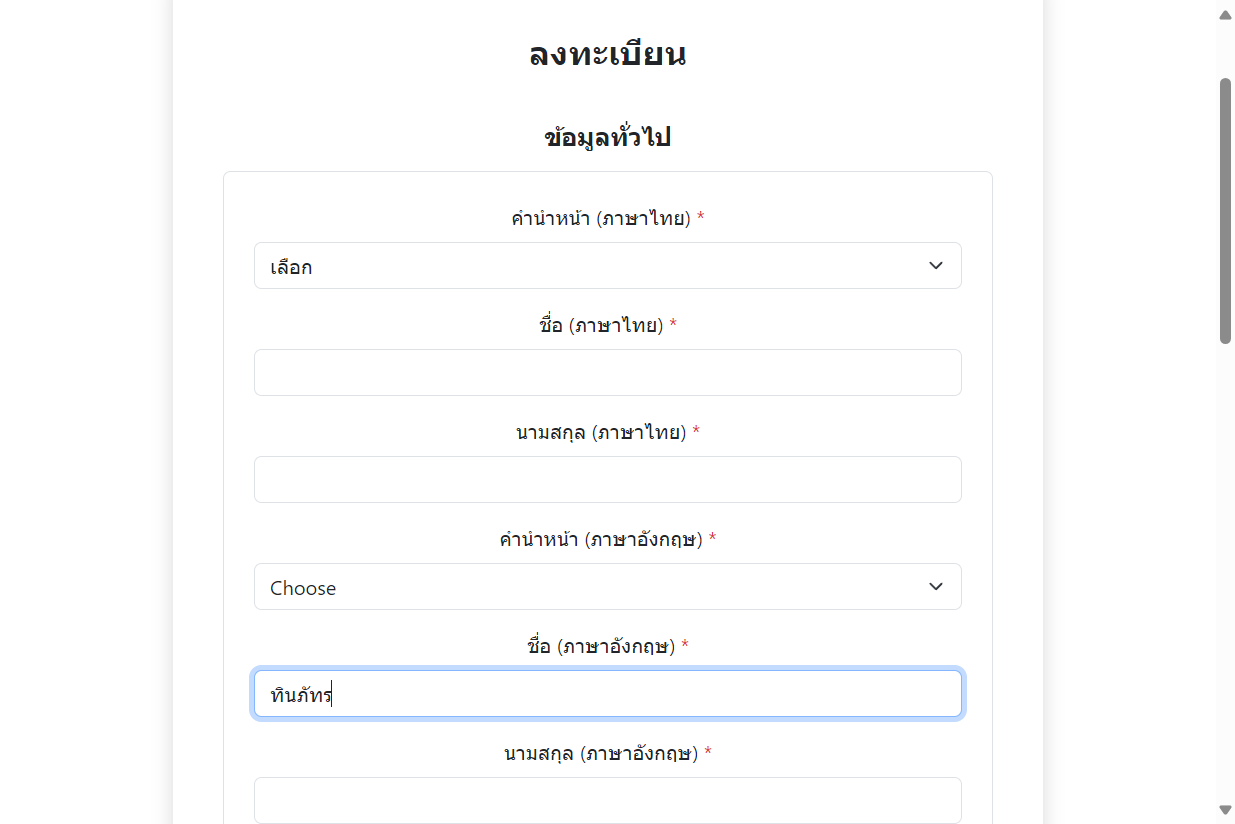 ลงทะเบียน
ข้อมูลทั่วไป
คำนำหน้า (ภาษาไทย) *
เลือก
ชื่อ (ภาษาไทย) *
นามสกุล (ภาษาไทย) *
คำนำหน้า (ภาษาอังกฤษ) *
Choose
ชื่อ (ภาษาอังกฤษ) *
ทินภัทร
นามสกุล (ภาษาอังกฤษ) *